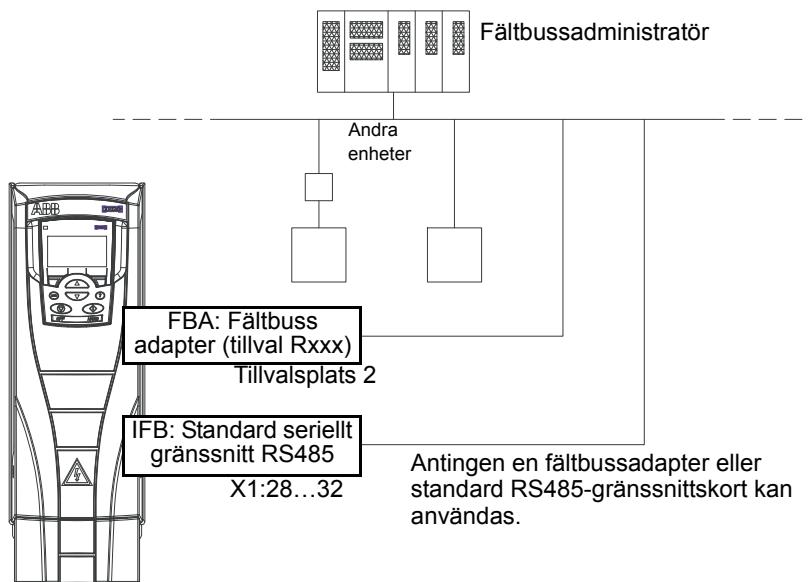 Fältbussadministratör
Andra
enheter
ABB
FBA: Fältbuss
adapter (tillval Rxxx)
Tillvalsplats 2
IFB: Standard seriellt
gränssnitt RS485
X1:28…32
Antingen en fältbussadapter eller
standard RS485-gränssnittskort kan
användas.